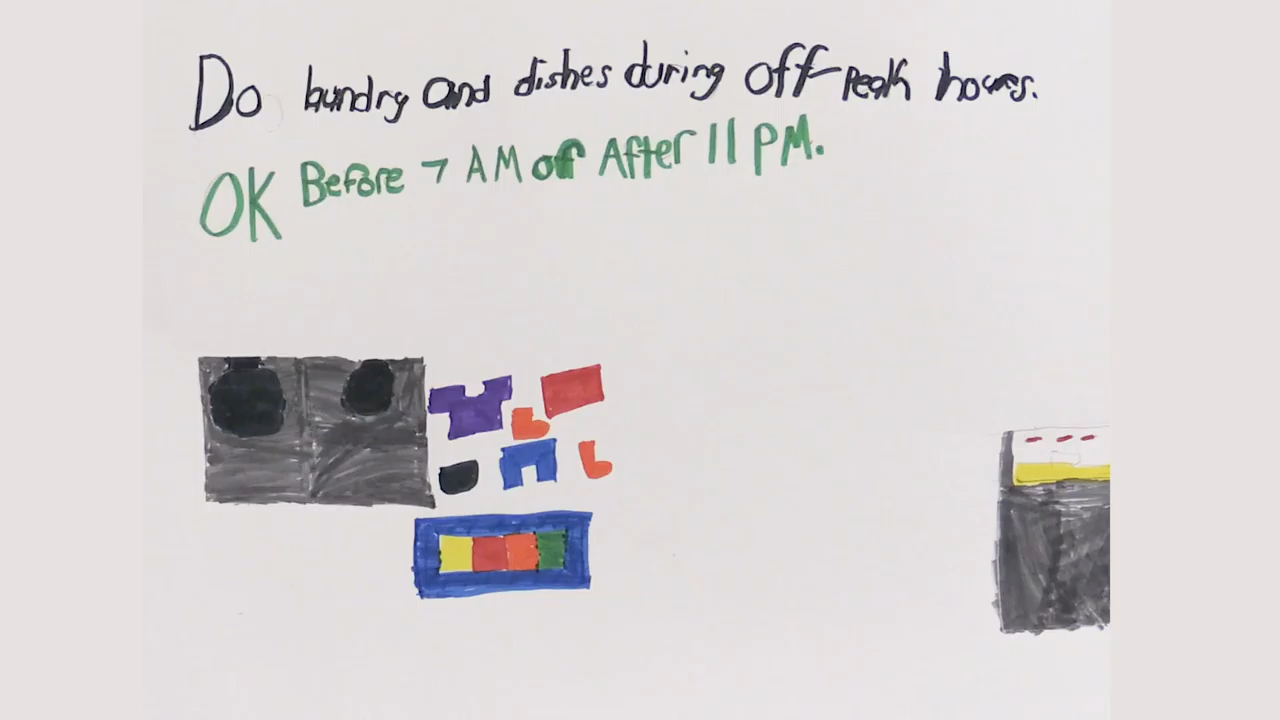 Do laundry and dishes during off-Peak hours.
OK Before 7 AM or After 11 PM.